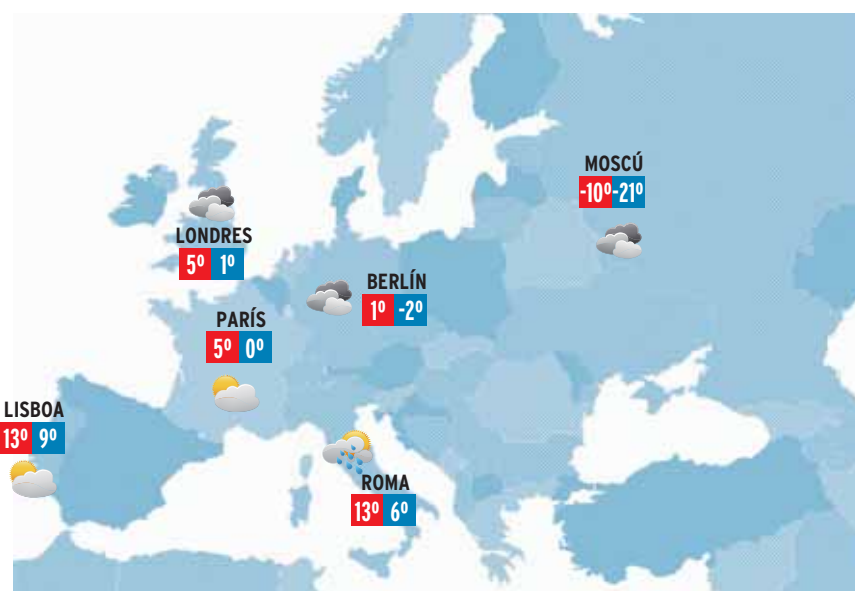 MOSCÚ
-10º -21º
LONDRES
5º 1º
BERLÍN
1º -2º
PARÍS
5º 0º
LISBOA
13º 9º
ROMA
13º 6º